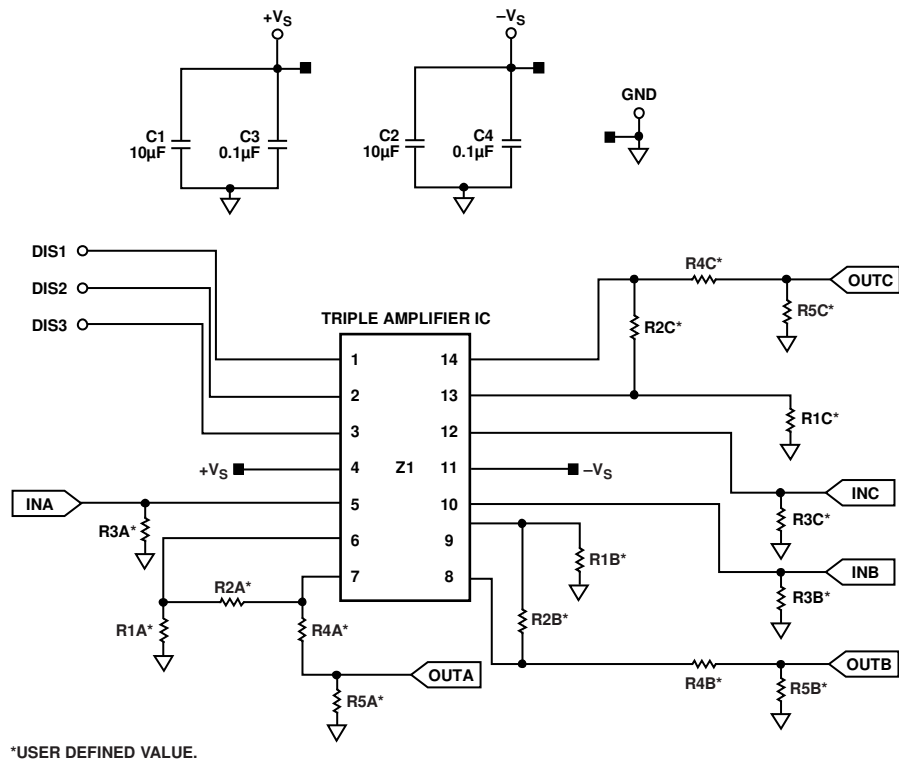 +VS
–VS
C1
10µF
C3
0.1µF
C2
10µF
C4
0.1µF
GND
DIS1
DIS2
DIS3
TRIPLE AMPLIFIER IC
R4C*
OUTC
R5C*
R2C*
R1C*
1
14
2
13
3
12
+VS
4
Z1
11
–VS
INA
5
10
R3A*
6
9
7
8
INC
R3C*
INB
R3B*
R1B*
R2B*
R2A*
R1A*
R4A*
OUTA
R5A*
R4B*
OUTB
R5B*
*USER DEFINED VALUE.